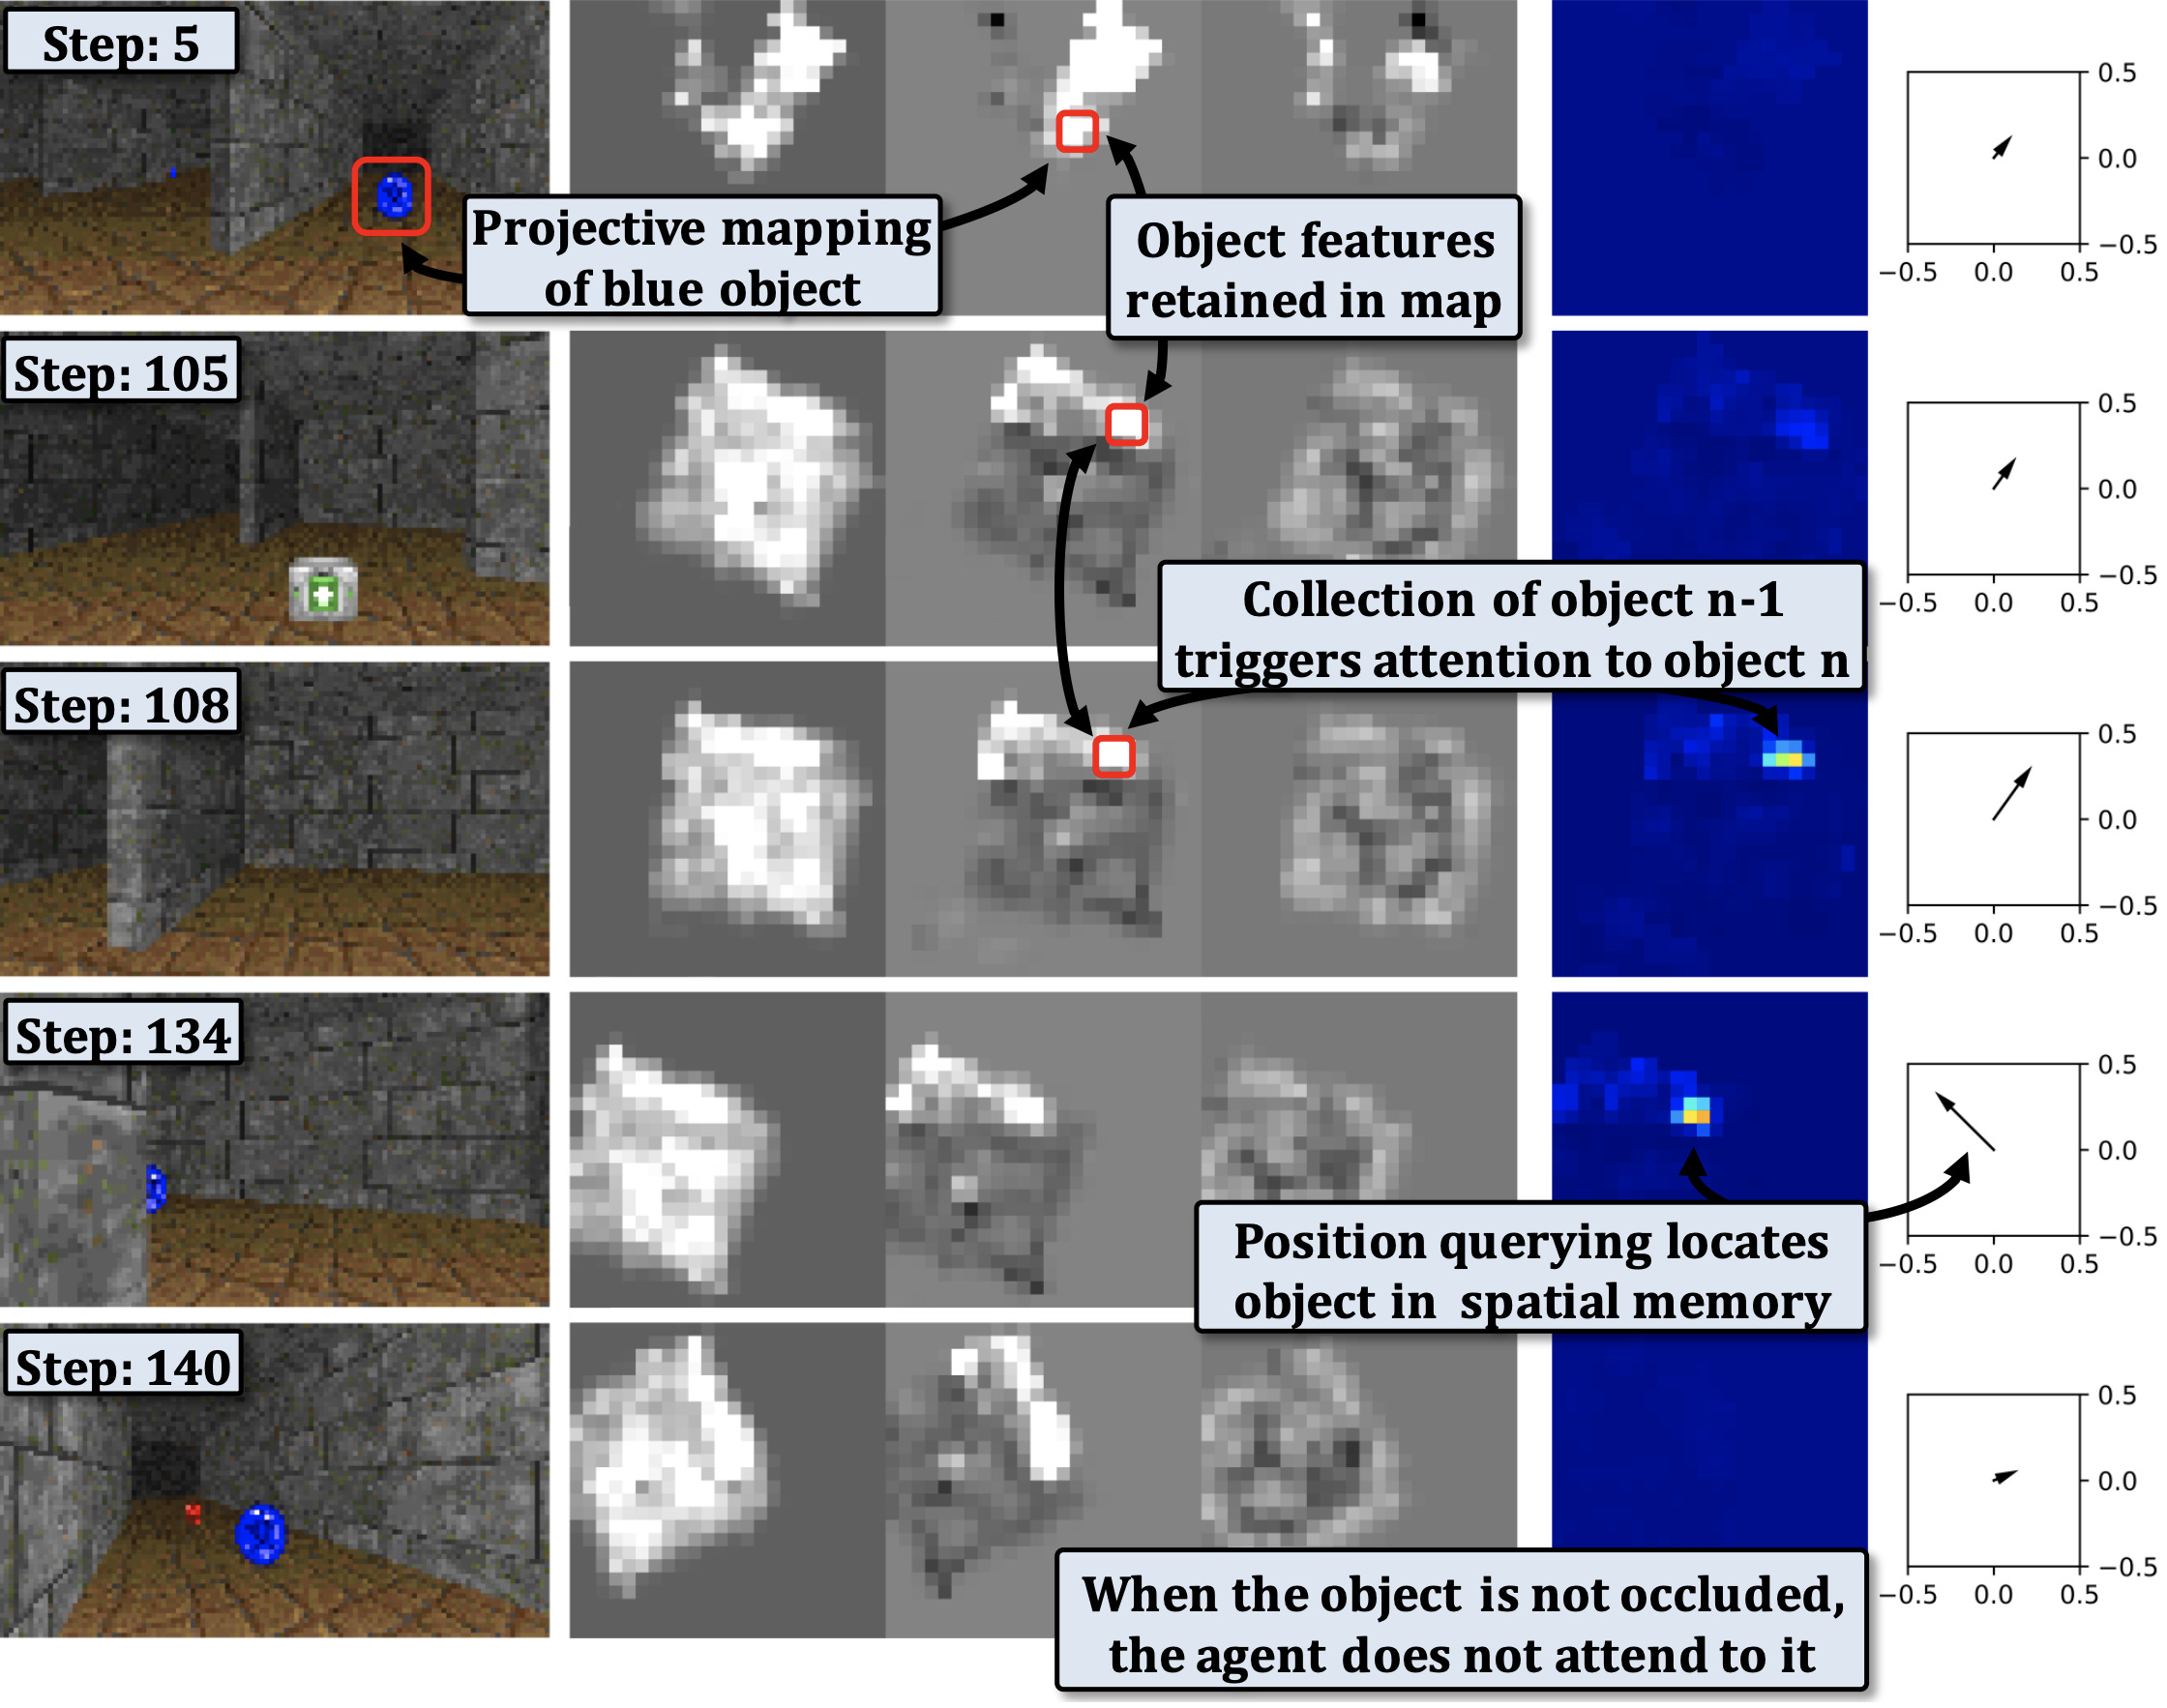 Step: 5
Projective mapping
of blue object
Object features
retained in map
0.5
0.0
−0.5
−0.5 0.0 0.5
Step: 105
0.5
0.0
−0.5
−0.5 0.0 0.5
Collection of object n-1
triggers attention to object n
Step: 108
0.5
0.0
−0.5
−0.5 0.0 0.5
Step: 134
0.5
0.0
−0.5
−0.5 0.0 0.5
Position querying locates
object in spatial memory
Step: 140
0.5
0.0
−0.5
−0.5 0.0 0.5
When the object is not occluded,
the agent does not attend to it